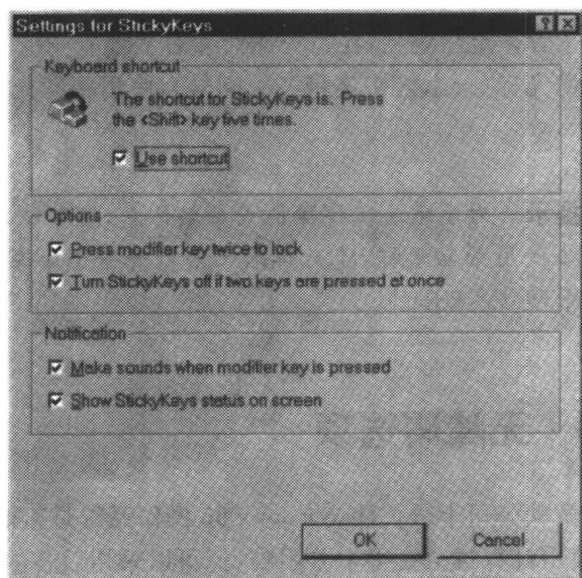 Settings for StickyKeys
Keyboard shortcut
The shortcut for StickyKeys is. Press
the <Shift> key five times.
Use shortcut
Options
Press modifier key twice to lock
Turn StickyKeys off if two keys are pressed at once
Notification
Make sounds when modifier key is pressed
Show StickyKeys status on screen
OK
Cancel